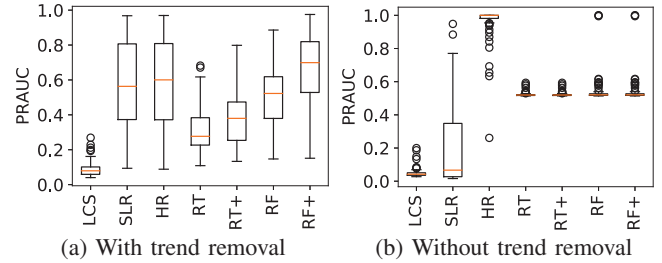 PRAUC
1.0
0.8
0.6
0.4
0.2
0.0
LCS
SLR
HR
RT
RT+
RF
RF+
(a) With trend removal
PRAUC
1.0
0.8
0.6
0.4
0.2
0.0
LCS
SLR
HR
RT
RT+
RF
RF+
(b) Without trend removal